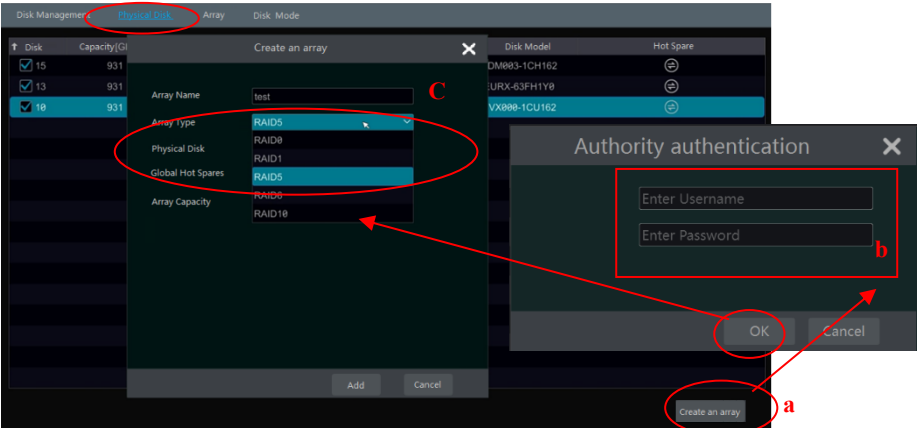 Disk Management Physical Disk Array Disk Mode
Disk Capacity[GB Create an array Disk Model Hot Spare
15 931 DM003-1CH162
13 931 EURX-63FH1Y0
10 931 VX000-1CU162
Array Name test
C
Array Type RAID5
RAID0
Physical Disk
RAID1
Global Hot Spares RAID5
Array Capacity RAID6
RAID10
Add Cancel
Create an array
a
Authority authentication
Enter Username
Enter Password
b
OK Cancel